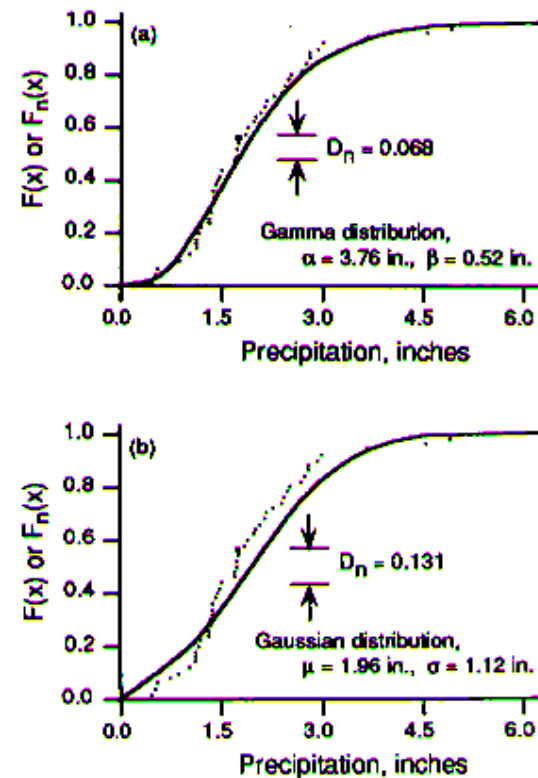 (a)
1.0
0.8
0.6
0.4
0.2
0.0
F(x) or Fn(x)
Dn = 0.068
Gamma distribution,
α = 3.76 in., β = 0.52 in.
0.0 1.5 3.0 4.5 6.0
Precipitation, inches
(b)
1.0
0.8
0.6
0.4
0.2
0.0
F(x) or Fn(x)
Dn = 0.131
Gaussian distribution,
μ = 1.96 in., σ = 1.12 in.
0.0 1.5 3.0 4.5 6.0
Precipitation, inches